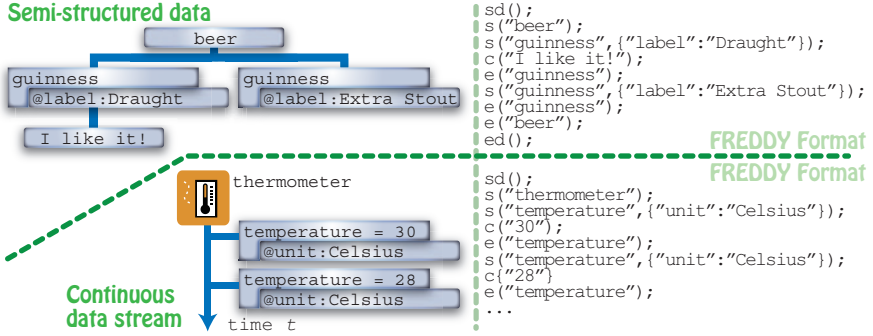 Semi-structured data
beer
guinness
@label:Draught
guinness
@label:Extra Stout
I like it!
sd();
s("beer");
s("guinness",{"label":"Draught"});
c("I like it!");
e("guinness");
s("guinness",{"label":"Extra Stout"});
e("guinness");
e("beer");
ed();
FREDDY Format
thermometer
temperature = 30
@unit:Celsius
temperature = 28
@unit:Celsius
Continuous
data stream
time t
FREDDY Format
sd();
s("thermometer");
s("temperature",{"unit":"Celsius"});
c("30");
e("temperature");
s("temperature",{"unit":"Celsius"});
c{"28"}
e("temperature");
...